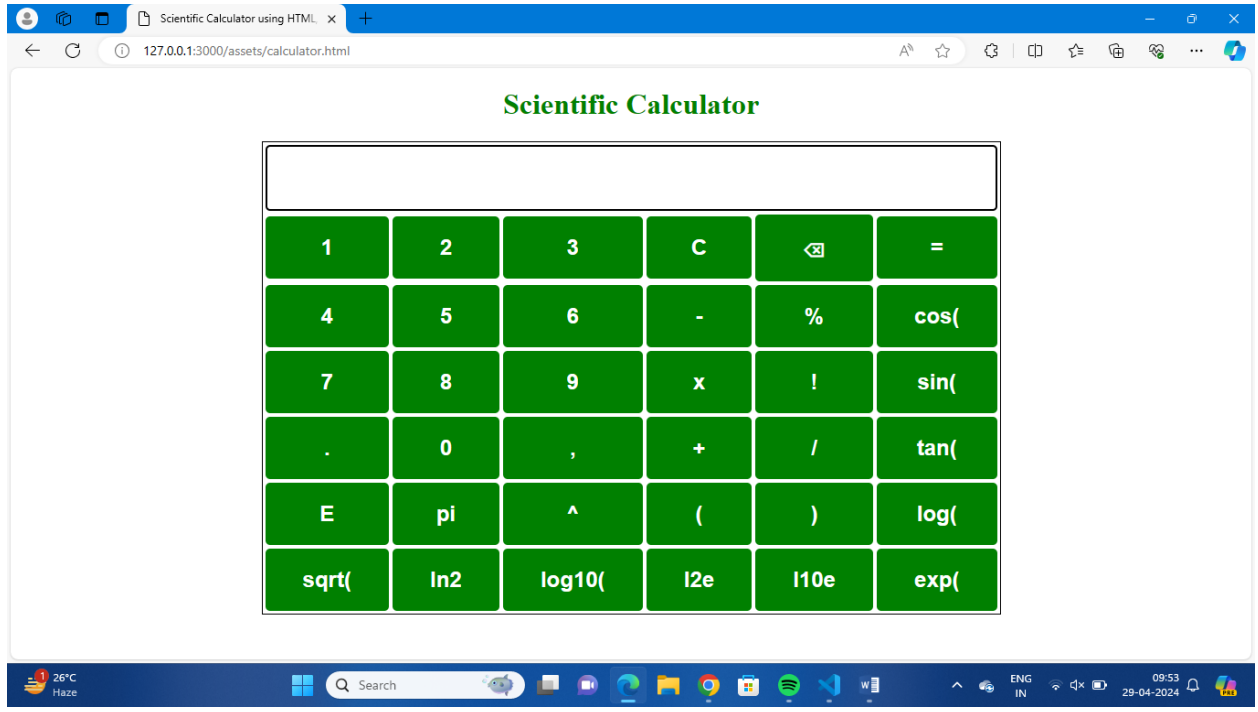 Scientific Calculator using HTML,
127.0.0.1:3000/assets/calculator.html
Scientific Calculator
1 2 3 C =
4 5 6 - % cos(
7 8 9 x ! sin(
. 0 , + / tan(
E pi ^ ( ) log(
sqrt( ln2 log10( l2e l10e exp(
1 26°C
Haze
Search
ENG
IN
09:53
29-04-2024